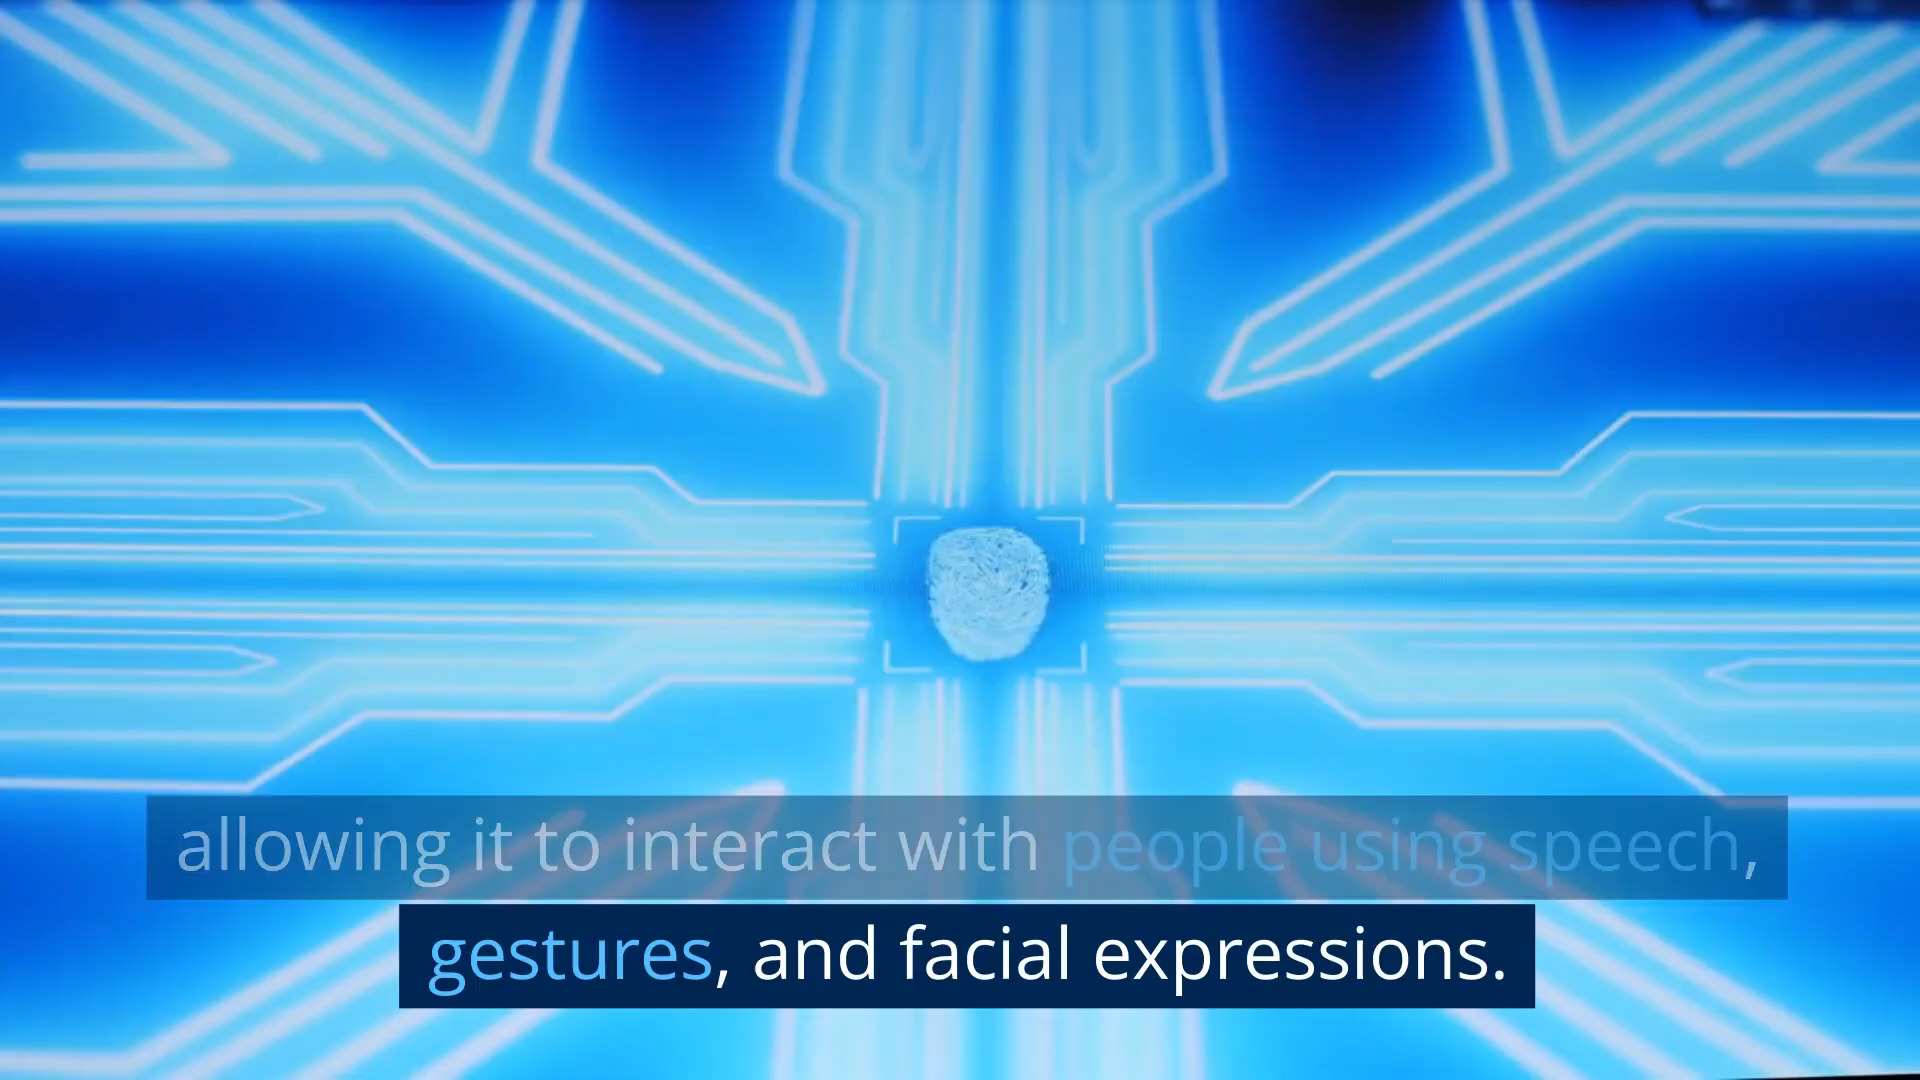 allowing it to interact with people using speech,
gestures, and facial expressions.